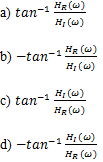 a) tan⁻¹ H_R(ω)/H_I(ω)
b) −tan⁻¹ H_R(ω)/H_I(ω)
c) tan⁻¹ H_I(ω)/H_R(ω)
d) −tan⁻¹ H_I(ω)/H_R(ω)